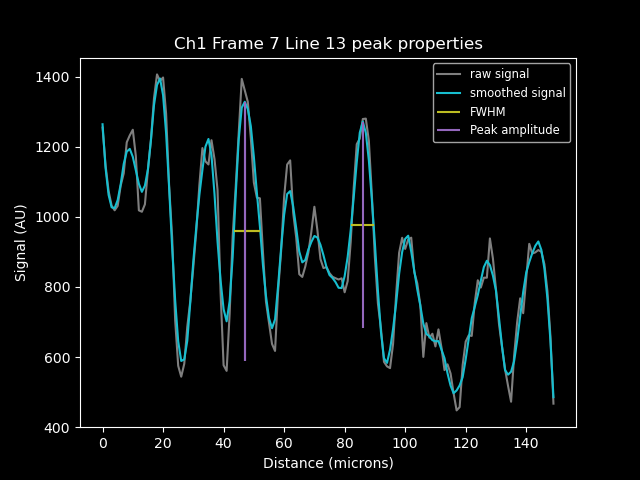 Ch1 Frame 7 Line 13 peak properties
raw signal
smoothed signal
FWHM
Peak amplitude
Signal (AU)
1400
1200
1000
800
600
400
0 20 40 60 80 100 120 140
Distance (microns)